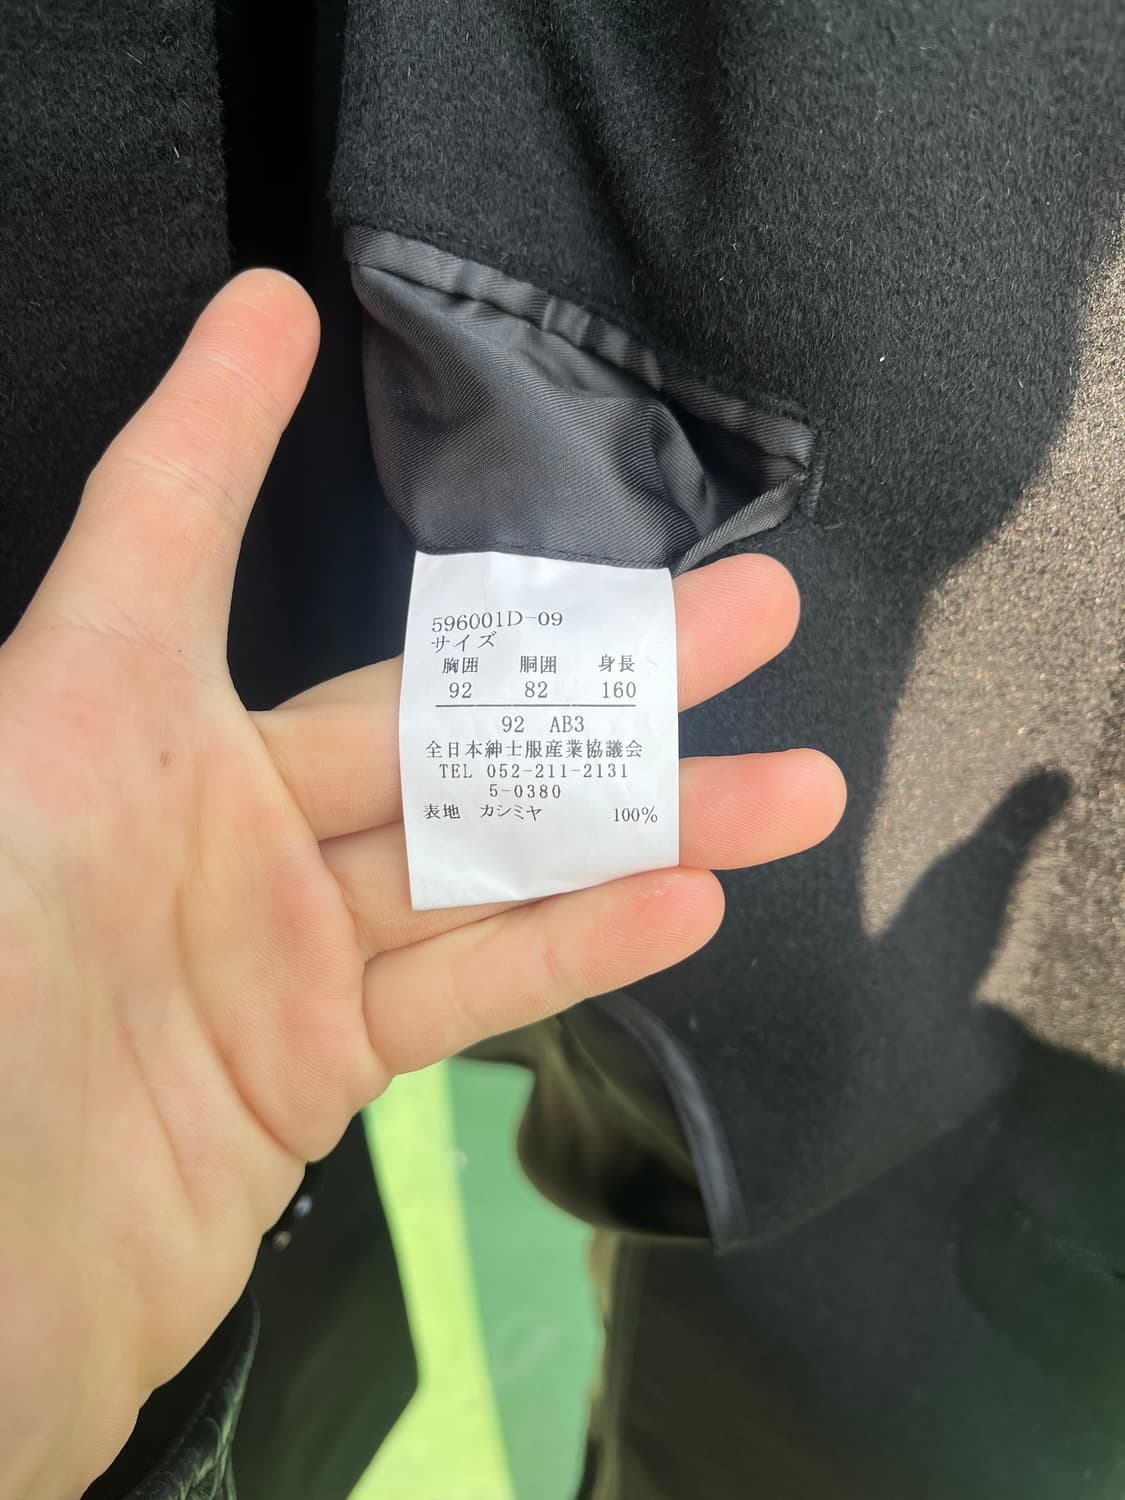 596001D-09
サイズ
胸囲 胴囲 身長
92 82 160
92 AB3
全日本紳士服産業協議会
TEL 052-211-2131
5-0380
表地 カシミヤ 100%